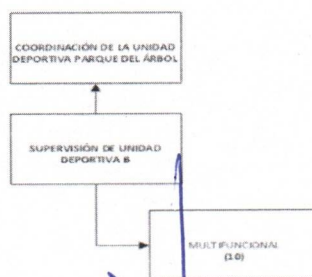 COORDINACIÓN DE LA UNIDAD
DEPORTIVA PARQUE DEL ÁRBOL
SUPERVISIÓN DE UNIDAD
DEPORTIVA B
MULTIFUNCIONAL
(10)